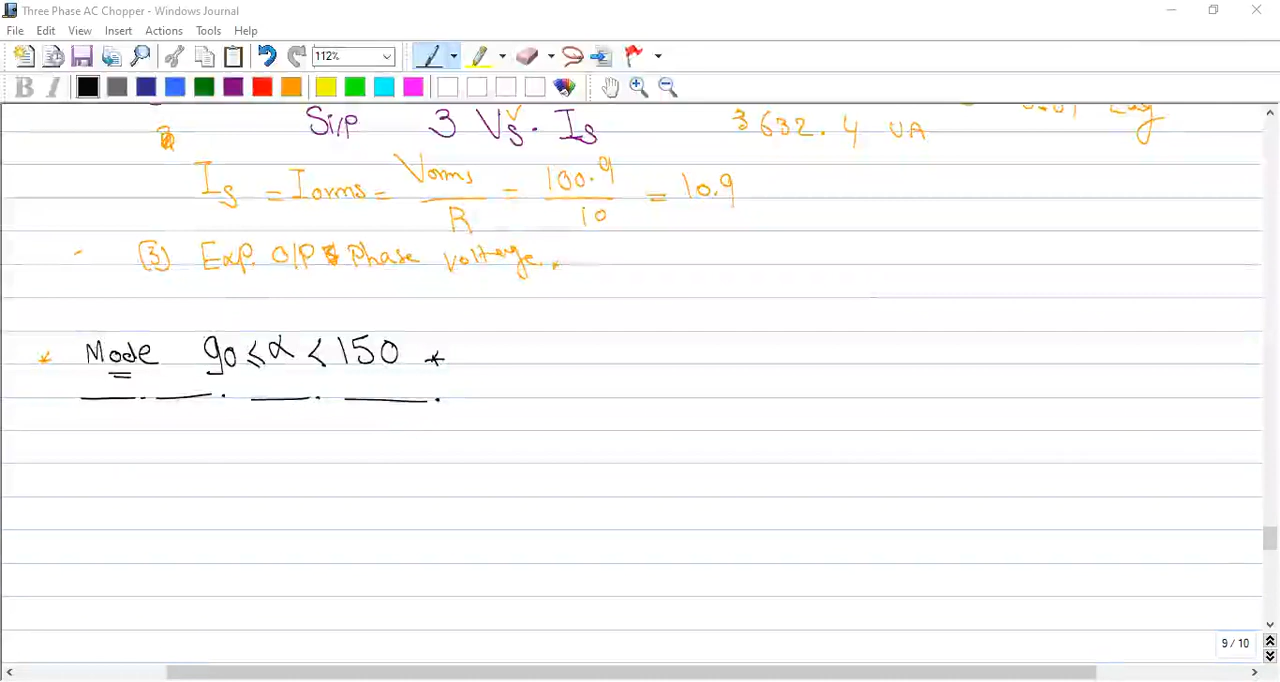 Three Phase AC Chopper - Windows Journal
File Edit View Insert Actions Tools Help
112%
B I
Si/p 3 Vs . Is 3632.4 VA Lag
Is = Iorms = Vorms / R = 100.9 / 10 = 10.9
(3) Exp. O/P Phase voltage.
* Mode 90 ≤ α < 150 *
9 / 10